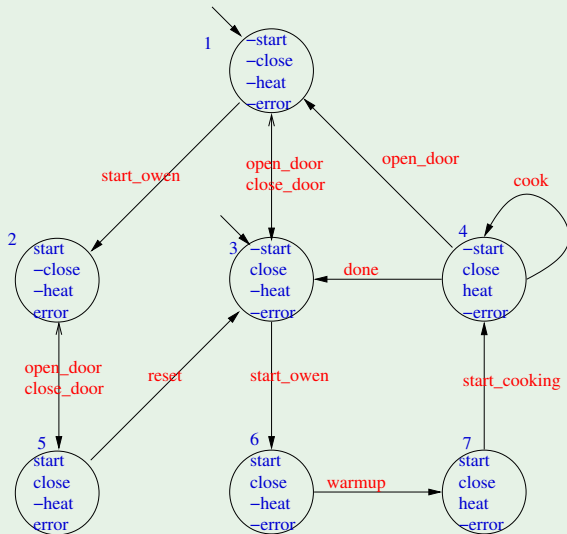 1
−start
−close
−heat
−error
start_owen
open_door
close_door
open_door
cook
2
start
−close
−heat
error
3
−start
close
−heat
−error
done
4
−start
close
heat
−error
open_door
close_door
reset
start_owen
start_cooking
5
start
close
−heat
error
6
start
close
−heat
−error
warmup
7
start
close
heat
−error